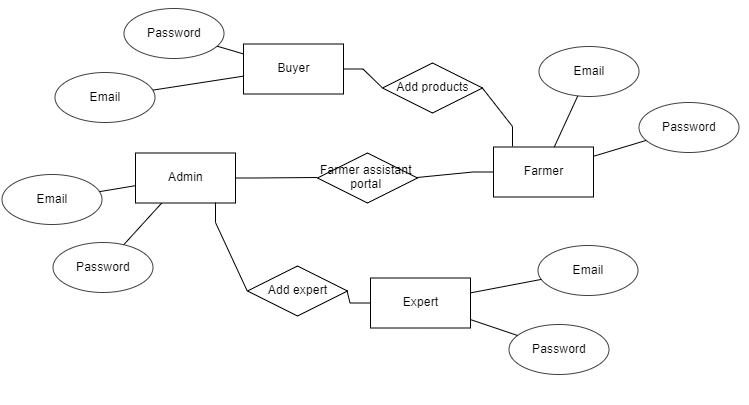 Password
Buyer
Email
Add products
Email
Password
Farmer assistant
portal
Farmer
Admin
Email
Password
Add expert
Expert
Email
Password